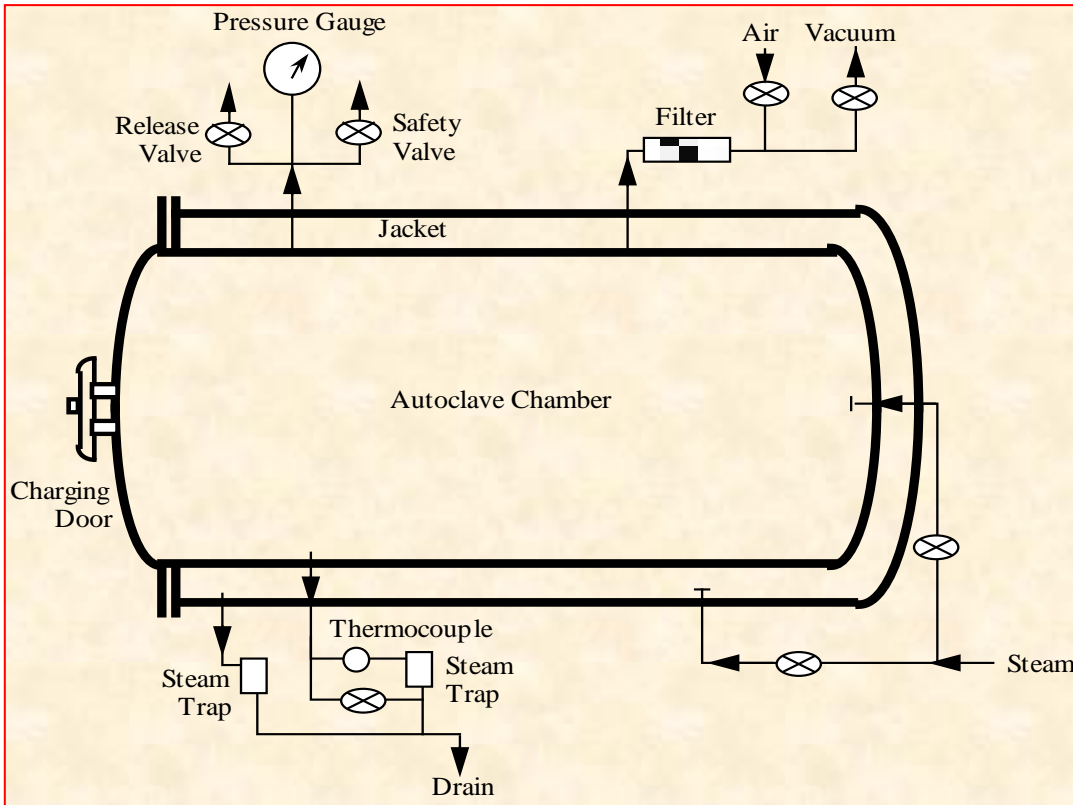 Pressure Gauge
Air
Vacuum
Release
Valve
Safety
Valve
Filter
Jacket
Autoclave Chamber
Charging
Door
Thermocouple
Steam
Trap
Steam
Trap
Steam
Drain